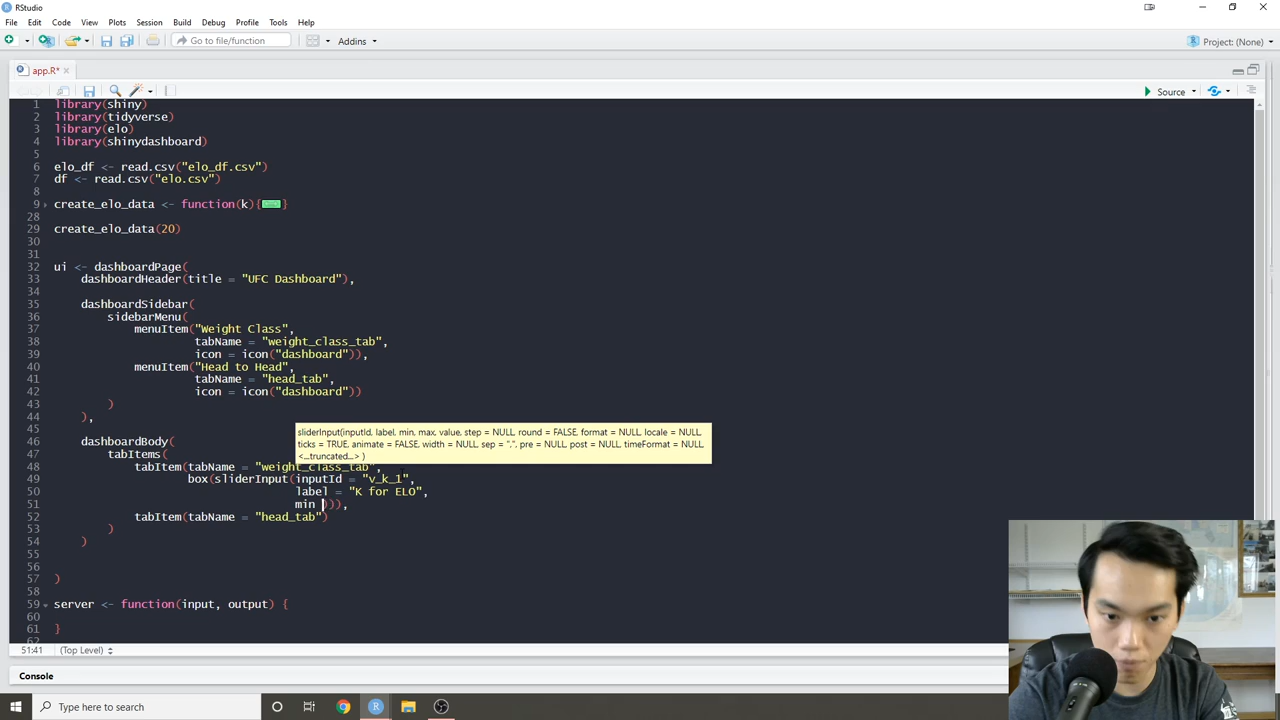 RStudio
File Edit Code View Plots Session Build Debug Profile Tools Help
Go to file/function Addins Project: (None)
app.R*
Source
1 library(shiny)
2 library(tidyverse)
3 library(elo)
4 library(shinydashboard)
5
6 elo_df <- read.csv("elo_df.csv")
7 df <- read.csv("elo.csv")
8
9 create_elo_data <- function(k){ }
28
29 create_elo_data(20)
30
31
32 ui <- dashboardPage(
33 dashboardHeader(title = "UFC Dashboard"),
34
35 dashboardSidebar(
36 sidebarMenu(
37 menuItem("Weight Class",
38 tabName = "weight_class_tab",
39 icon = icon("dashboard")),
40 menuItem("Head to Head",
41 tabName = "head_tab",
42 icon = icon("dashboard"))
43 )
44 ),
45
sliderInput(inputId, label, min, max, value, step = NULL, round = FALSE, format = NULL, locale = NULL,
ticks = TRUE, animate = FALSE, width = NULL, sep = ",", pre = NULL, post = NULL, timeFormat = NULL,
<...truncated...> )
46 dashboardBody(
47 tabItems(
48 tabItem(tabName = "weight_class_tab",
49 box(sliderInput(inputId = "v_k_1",
50 label = "K for ELO",
51 min ))),
52 tabItem(tabName = "head_tab")
53 )
54 )
55
56
57 )
58
59 server <- function(input, output) {
60
61 }
62
51:41 (Top Level)
Console
Type here to search